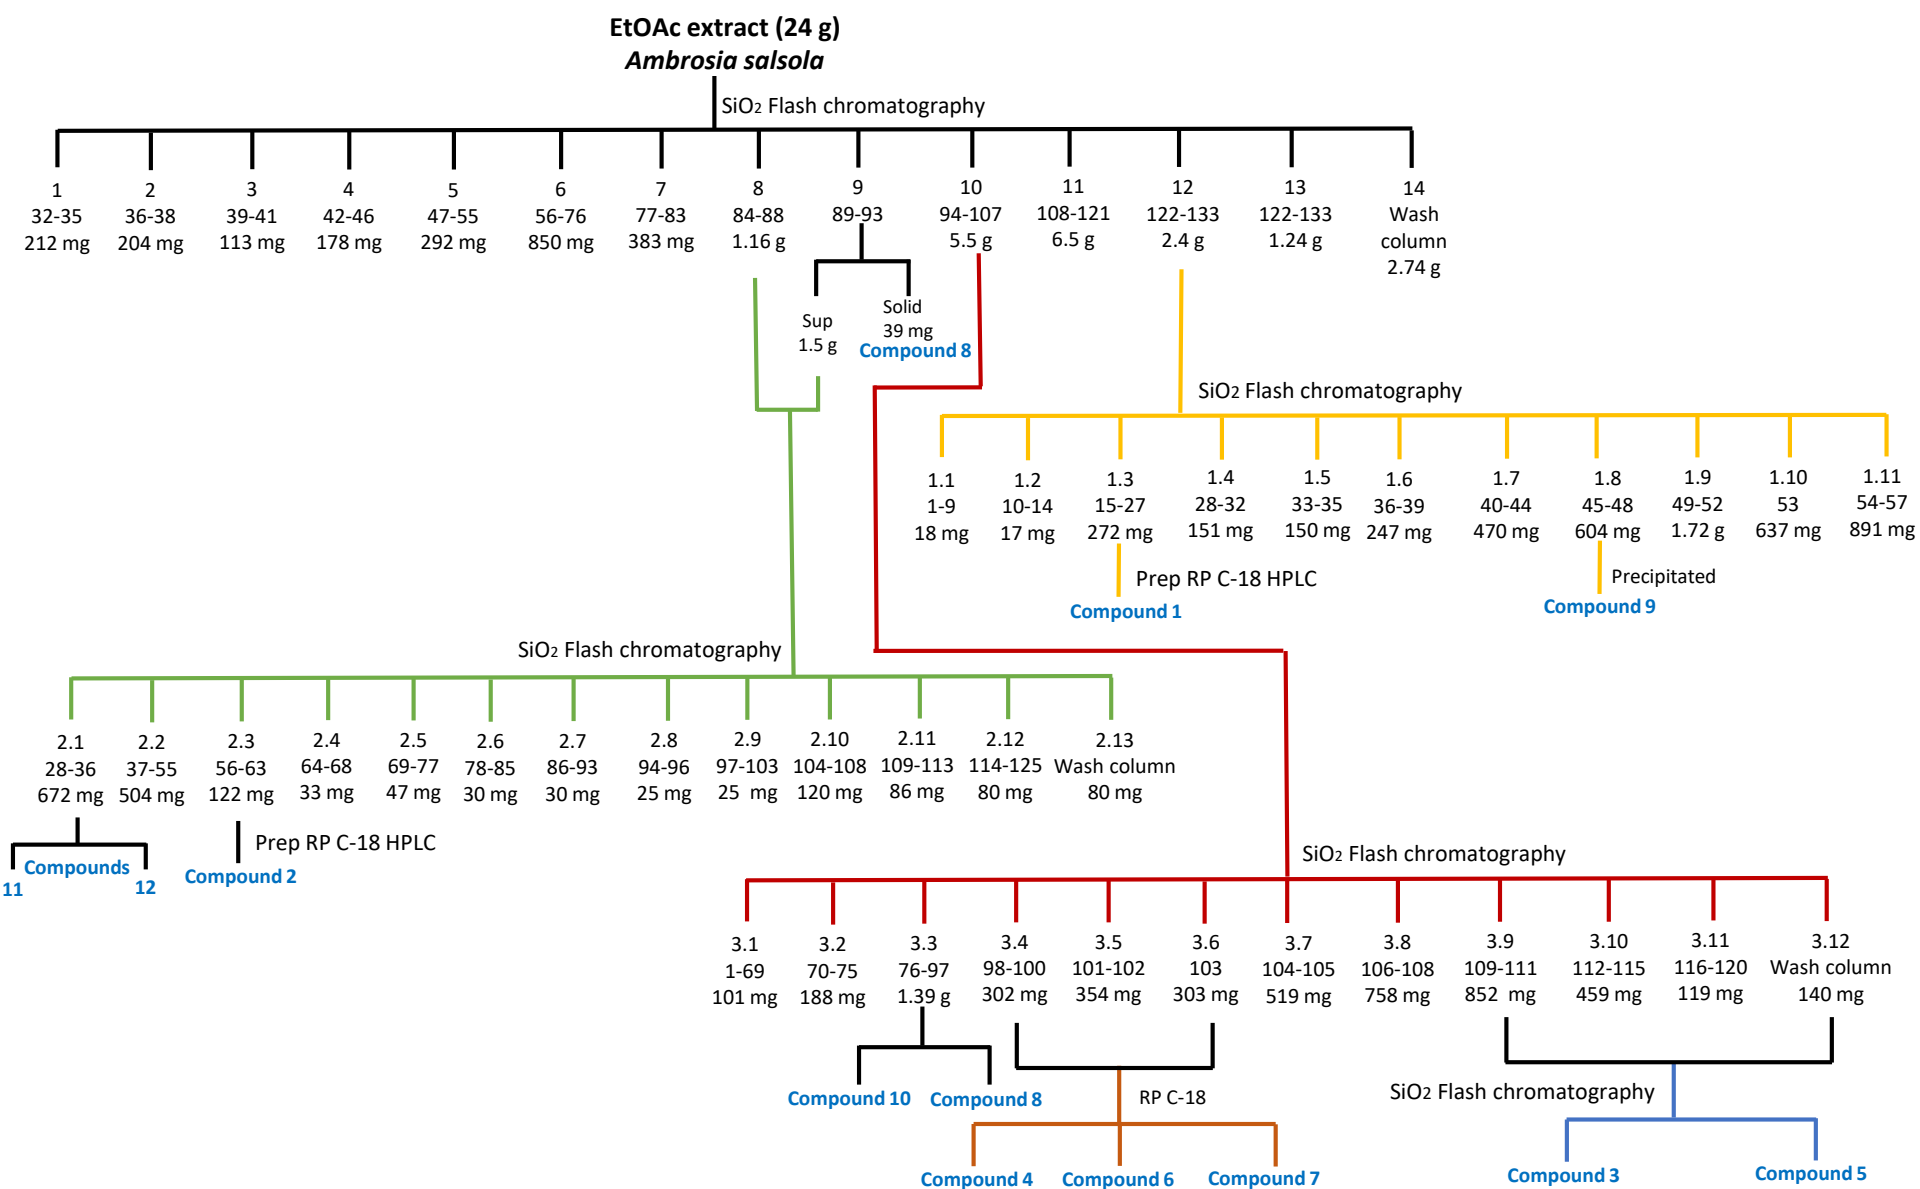 EtOAc extract (24 g)
Ambrosia salsola
SiO2 Flash chromatography
1 2 3 4 5 6 7 8 9 10 11 12 13 14
32-35 36-38 39-41 42-46 47-55 56-76 77-83 84-88 89-93 94-107 108-121 122-133 122-133 Wash
212 mg 204 mg 113 mg 178 mg 292 mg 850 mg 383 mg 1.16 g 5.5 g 6.5 g 2.4 g 1.24 g column
2.74 g
Sup
1.5 g
Solid
39 mg
Compound 8
SiO2 Flash chromatography
1.1 1.2 1.3 1.4 1.5 1.6 1.7 1.8 1.9 1.10 1.11
1-9 10-14 15-27 28-32 33-35 36-39 40-44 45-48 49-52 53 54-57
18 mg 17 mg 272 mg 151 mg 150 mg 247 mg 470 mg 604 mg 1.72 g 637 mg 891 mg
Prep RP C-18 HPLC
Precipitated
Compound 1
Compound 9
SiO2 Flash chromatography
2.1 2.2 2.3 2.4 2.5 2.6 2.7 2.8 2.9 2.10 2.11 2.12 2.13
28-36 37-55 56-63 64-68 69-77 78-85 86-93 94-96 97-103 104-108 109-113 114-125 Wash column
672 mg 504 mg 122 mg 33 mg 47 mg 30 mg 30 mg 25 mg 25 mg 120 mg 86 mg 80 mg 80 mg
Prep RP C-18 HPLC
Compounds
11 12
Compound 2
SiO2 Flash chromatography
3.1 3.2 3.3 3.4 3.5 3.6 3.7 3.8 3.9 3.10 3.11 3.12
1-69 70-75 76-97 98-100 101-102 103 104-105 106-108 109-111 112-115 116-120 Wash column
101 mg 188 mg 1.39 g 302 mg 354 mg 303 mg 519 mg 758 mg 852 mg 459 mg 119 mg 140 mg
Compound 10 Compound 8
RP C-18
SiO2 Flash chromatography
Compound 4 Compound 6 Compound 7
Compound 3 Compound 5